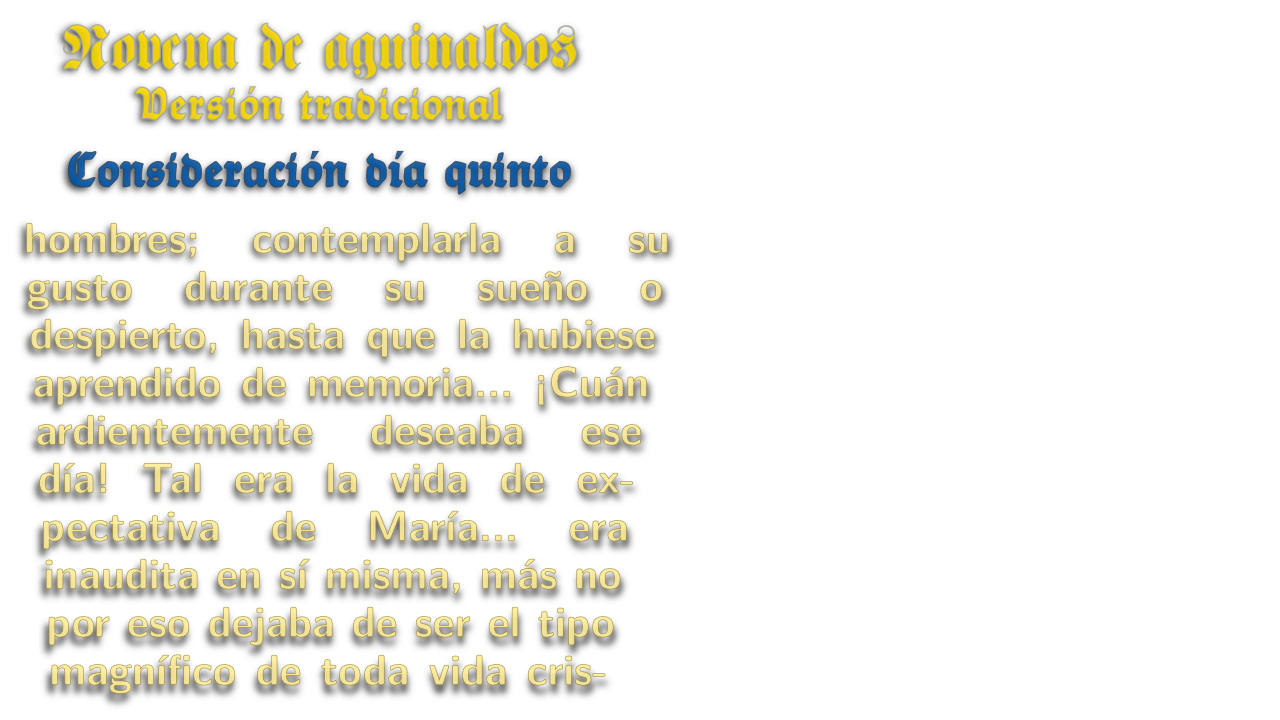 Novena de aguinaldos
Versión tradicional
Consideración día quinto
hombres; contemplarla a su
gusto durante su sueño o
despierto, hasta que la hubiese
aprendido de memoria... ¡Cuán
ardientemente deseaba ese
día! Tal era la vida de ex-
pectativa de María... era
inaudita en sí misma, más no
por eso dejaba de ser el tipo
magnífico de toda vida cris-